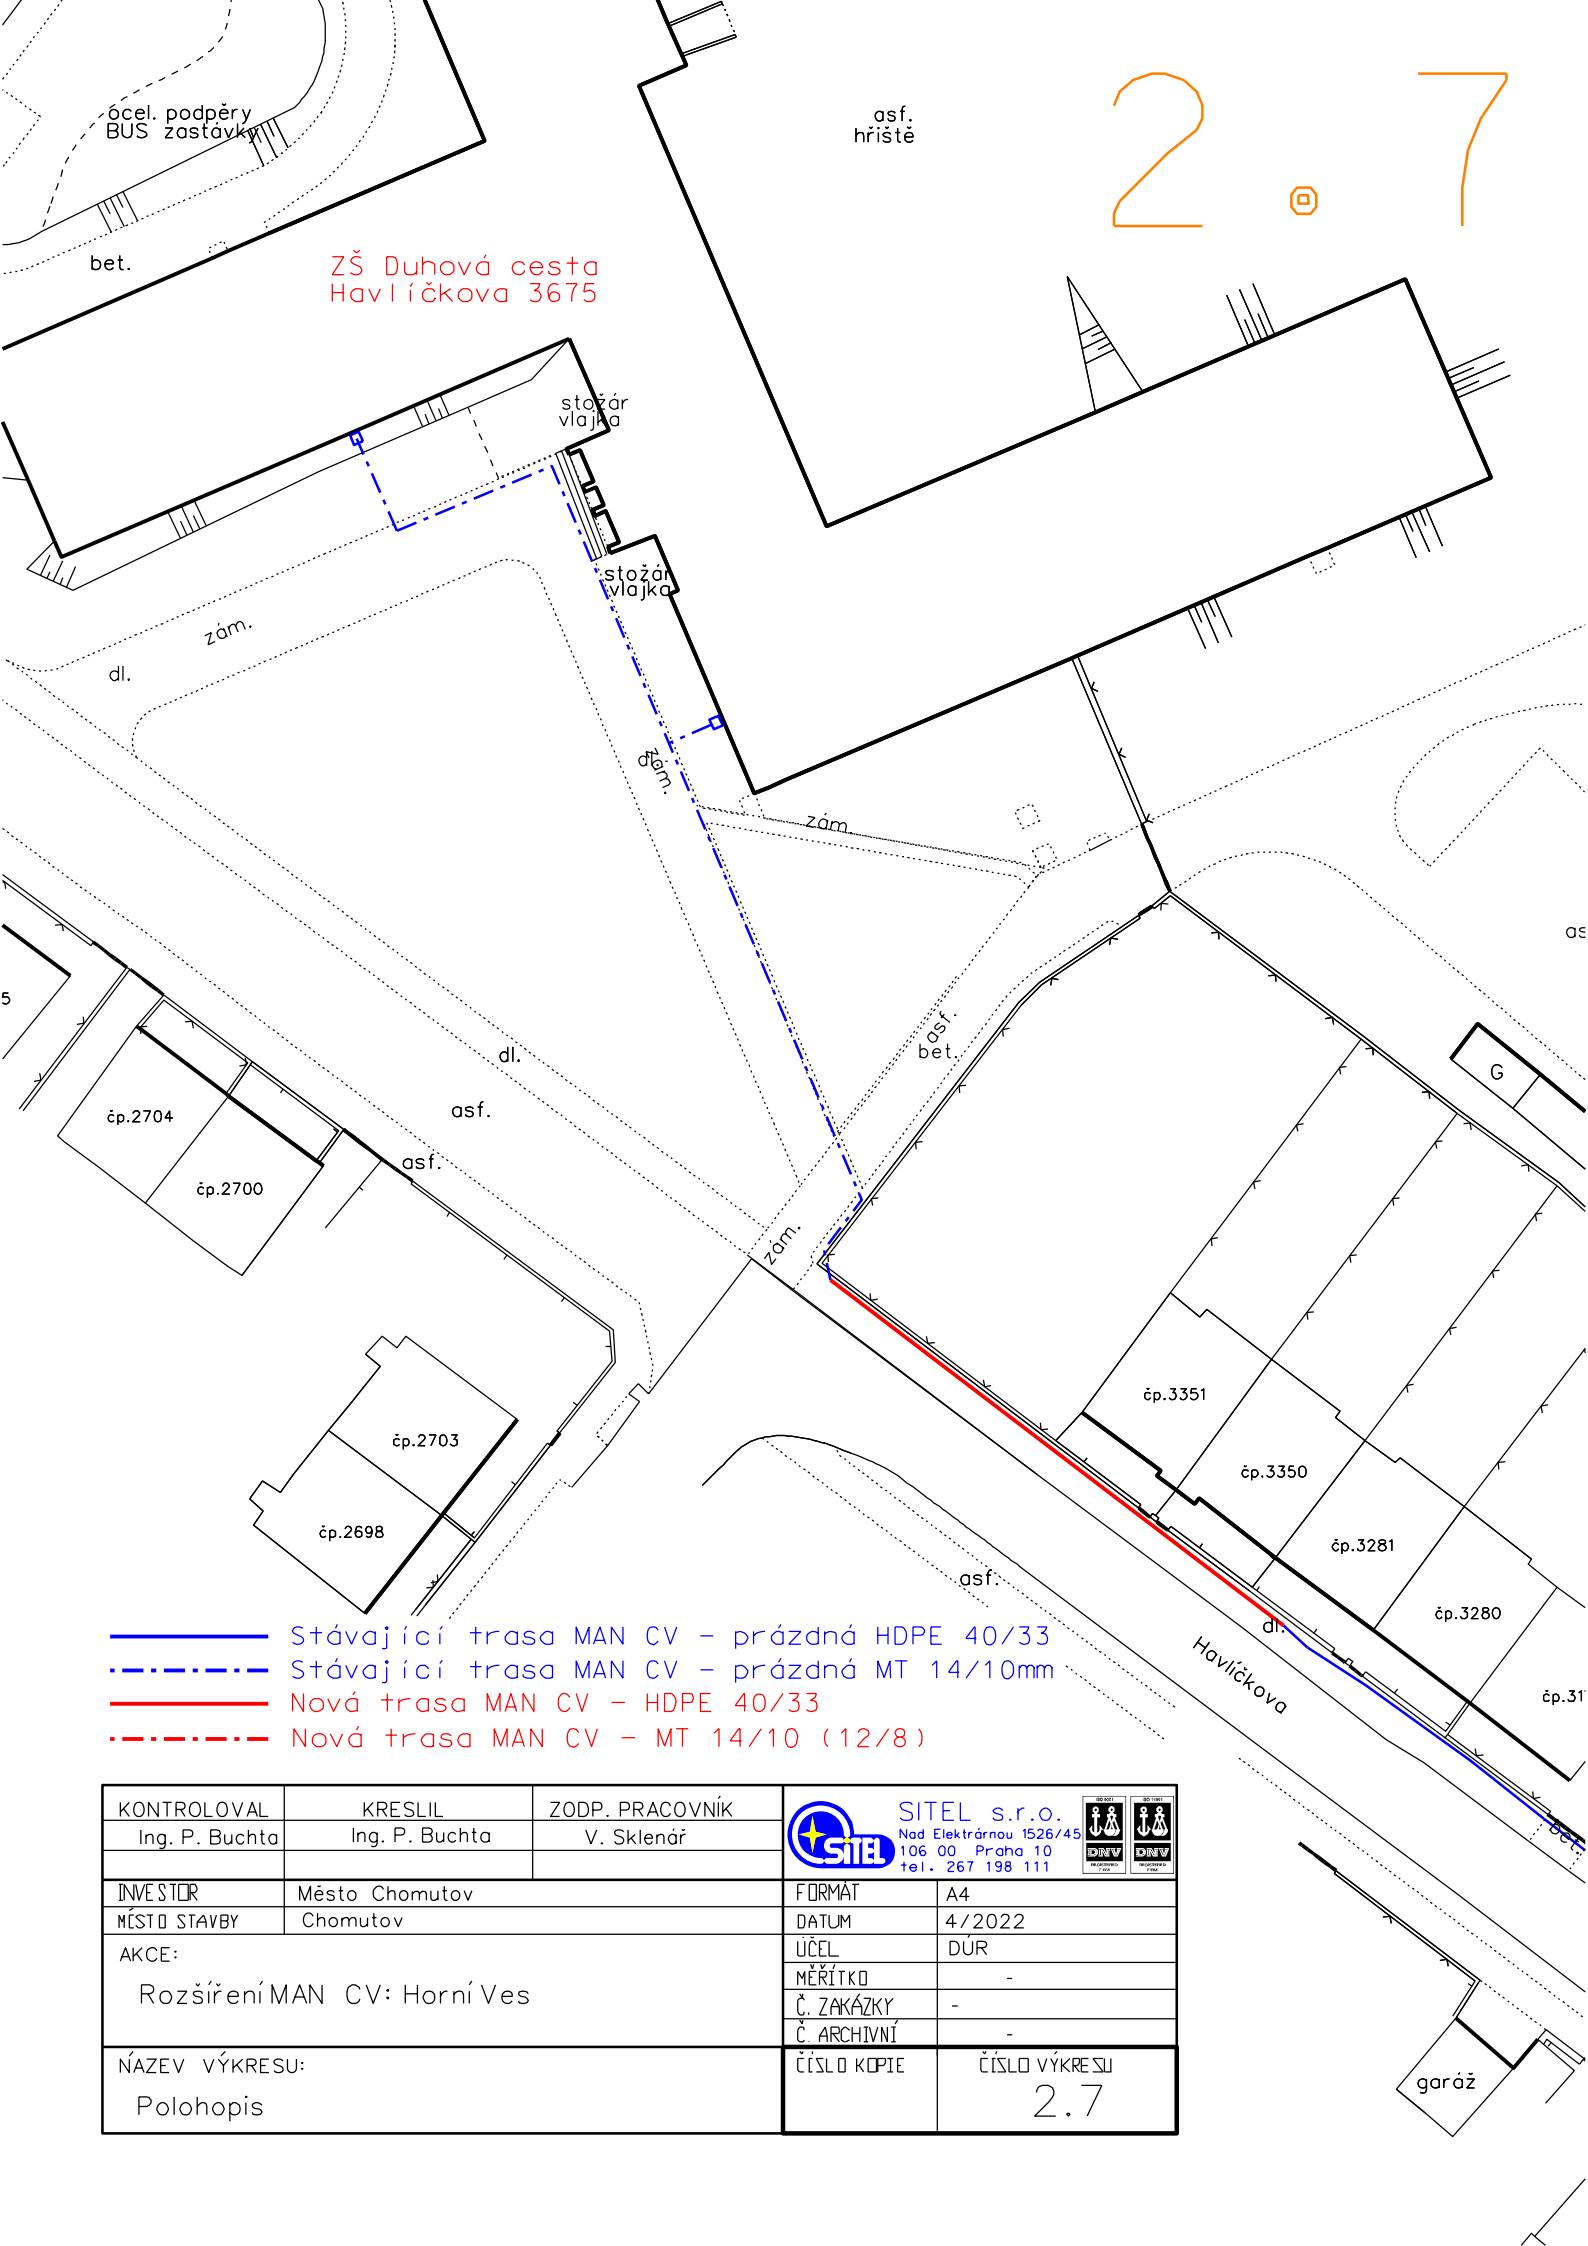 2.7
ocel. podpěry
BUS zastávky
asf.
hřiště
bet.
ZŠ Duhová cesta
Havlíčkova 3675
stožár
vlajka
stožár
vlajka
zám.
dl.
zám.
zám.
asf.
bet.
dl.
asf.
asf.
zám.
G
5
čp.2704
čp.2700
čp.2703
čp.2698
čp.3351
čp.3350
čp.3281
čp.3280
asf.
dl.
Havlíčkova
bet.
garáž
Stávající trasa MAN CV - prázdná HDPE 40/33
Stávající trasa MAN CV - prázdná MT 14/10mm
Nová trasa MAN CV - HDPE 40/33
Nová trasa MAN CV - MT 14/10 (12/8)
KONTROLOVAL KRESLIL ZODP. PRACOVNÍK
Ing. P. Buchta Ing. P. Buchta V. Sklenář
SITEL
SITEL s.r.o.
Nad Elektrárnou 1526/45
106 00 Praha 10
tel. 267 198 111
DNV DNV
INVESTOR Město Chomutov
MÍSTO STAVBY Chomutov
AKCE:
Rozšíření MAN CV: Horní Ves
FORMÁT A4
DATUM 4/2022
ÚČEL DÚR
MĚŘÍTKO -
Č. ZAKÁZKY -
Č. ARCHIVNÍ -
NÁZEV VÝKRESU:
Polohopis
ČÍSLO KOPIE ČÍSLO VÝKRESU
2.7